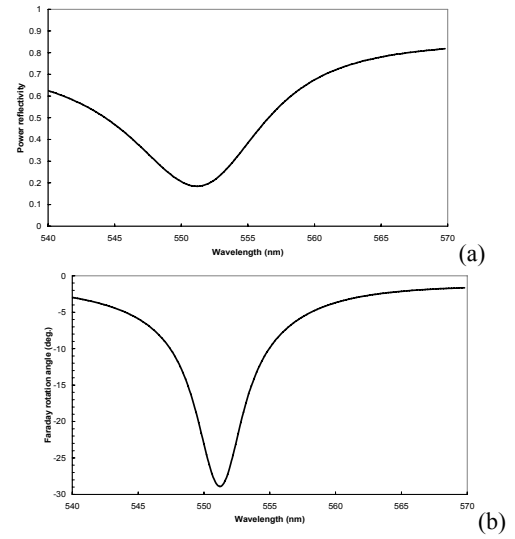 Power reflectivity
1
0.9
0.8
0.7
0.6
0.5
0.4
0.3
0.2
0.1
0
540 545 550 555 560 565 570
Wavelength (nm)
(a)
Faraday rotation angle (deg.)
0
-5
-10
-15
-20
-25
-30
540 545 550 555 560 565 570
Wavelength (nm)
(b)